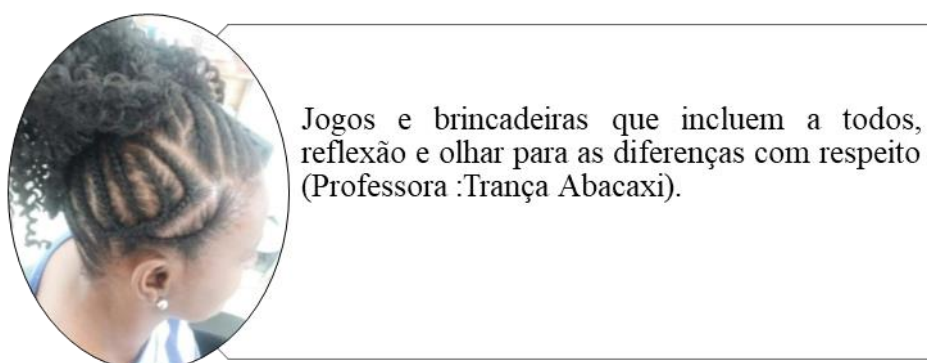 Jogos e brincadeiras que incluem a todos,
reflexão e olhar para as diferenças com respeito
(Professora :Trança Abacaxi).